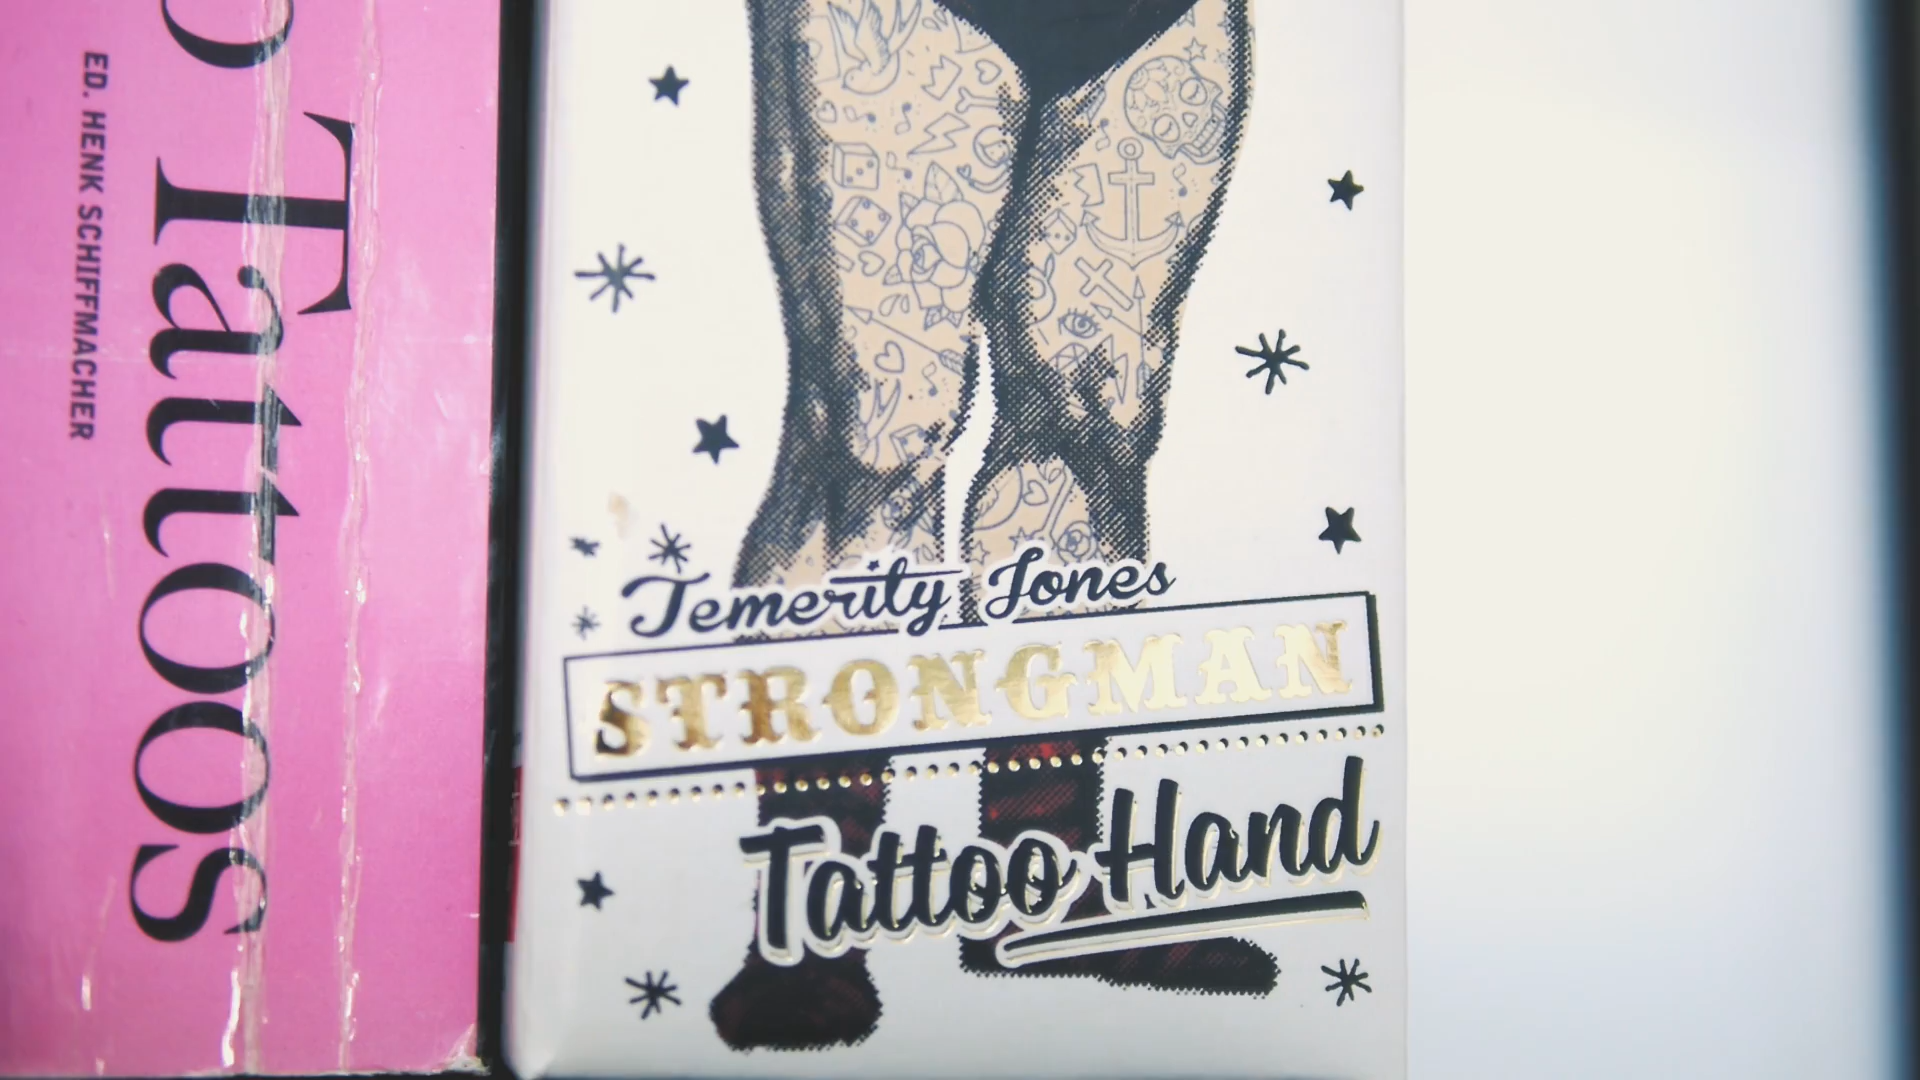 Tattoos
ED. HENK SCHIFFMACHER
Temerity Jones
STRONGMAN
Tattoo Hand